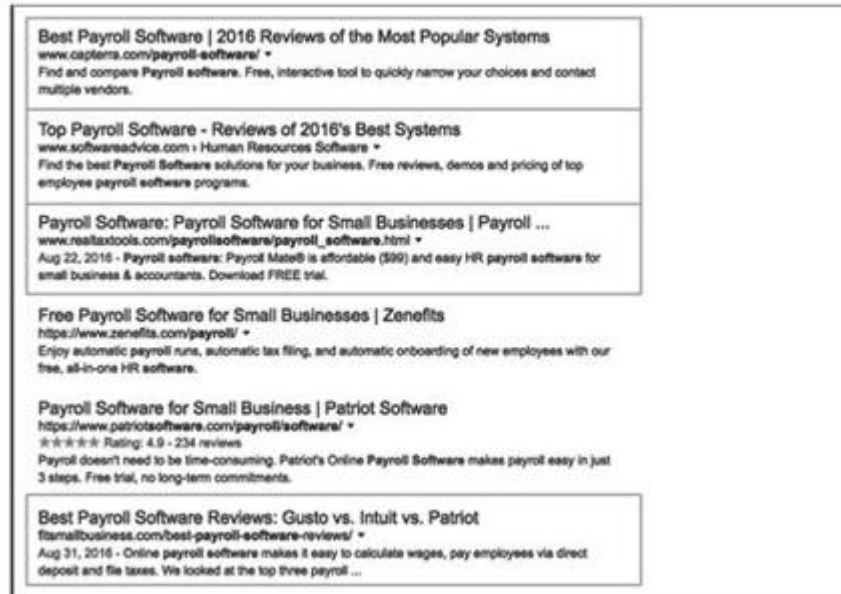 Best Payroll Software | 2016 Reviews of the Most Popular Systems
www.capterra.com/payroll-software/ ▾
Find and compare Payroll software. Free, interactive tool to quickly narrow your choices and contact
multiple vendors.
Top Payroll Software - Reviews of 2016's Best Systems
www.softwareadvice.com › Human Resources Software ▾
Find the best Payroll Software solutions for your business. Free reviews, demos and pricing of top
employee payroll software programs.
Payroll Software: Payroll Software for Small Businesses | Payroll ...
www.realtaxtools.com/payrollsoftware/payroll_software.html ▾
Aug 22, 2016 - Payroll software: Payroll Mate® is affordable ($99) and easy HR payroll software for
small business & accountants. Download FREE trial.
Free Payroll Software for Small Businesses | Zenefits
https://www.zenefits.com/payroll/ ▾
Enjoy automatic payroll runs, automatic tax filing, and automatic onboarding of new employees with our
free, all-in-one HR software.
Payroll Software for Small Business | Patriot Software
https://www.patriotsoftware.com/payroll/software/ ▾
★★★★★ Rating: 4.9 - 234 reviews
Payroll doesn't need to be time-consuming. Patriot's Online Payroll Software makes payroll easy in just
3 steps. Free trial, no long-term commitments.
Best Payroll Software Reviews: Gusto vs. Intuit vs. Patriot
fitsmallbusiness.com/best-payroll-software-reviews/ ▾
Aug 31, 2016 - Online payroll software makes it easy to calculate wages, pay employees via direct
deposit and file taxes. We looked at the top three payroll ...